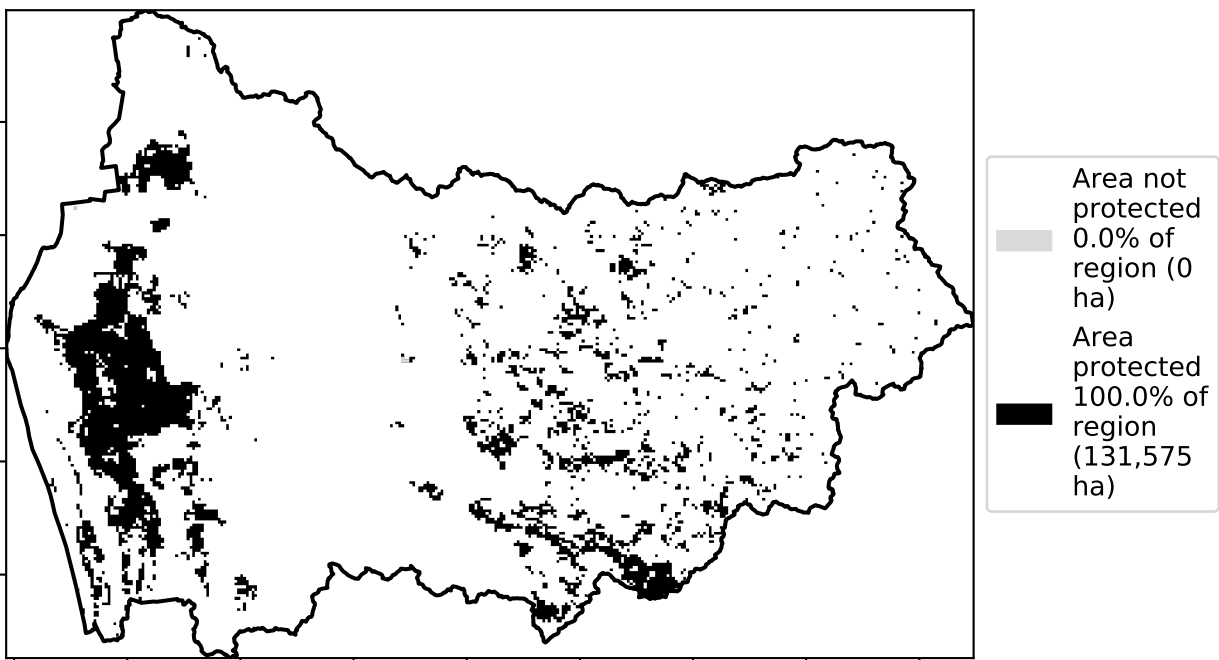 Area not
protected
0.0% of
region (0
ha)
Area
protected
100.0% of
region
(131,575
ha)